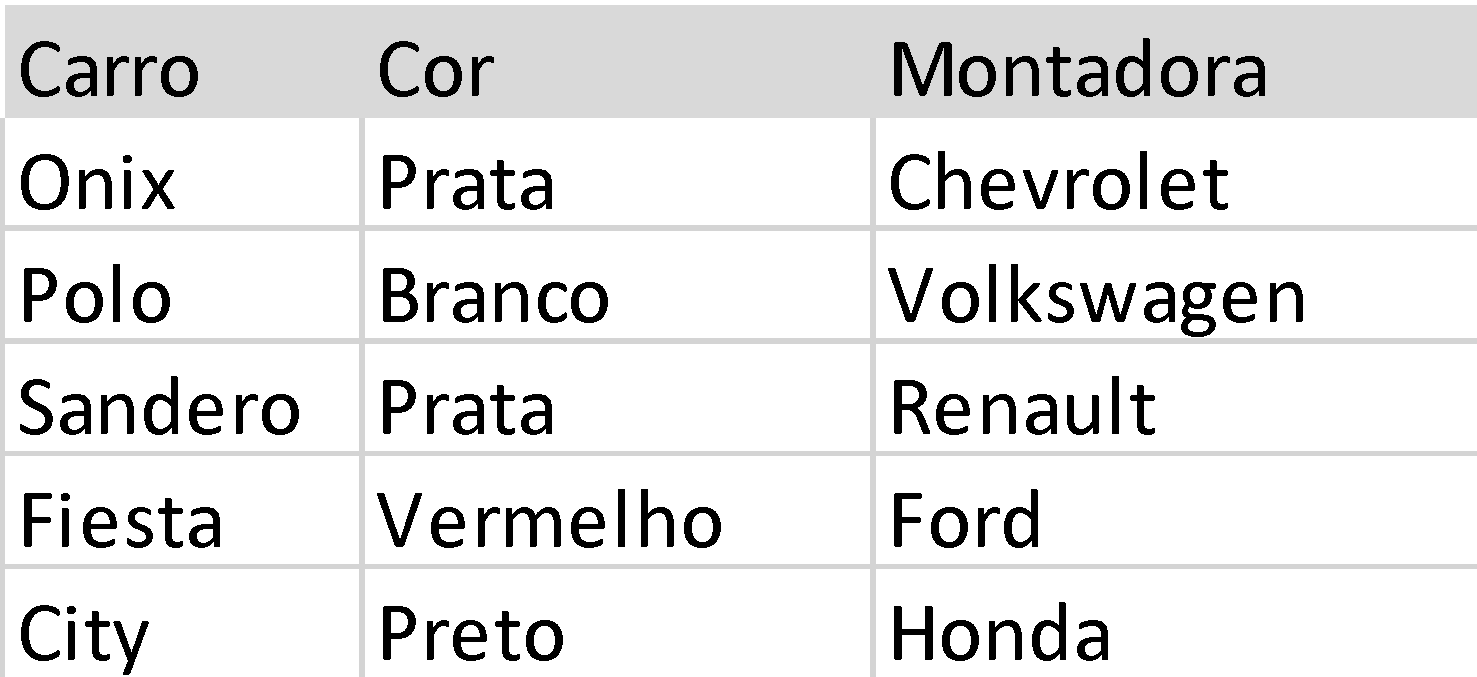 Carro Cor Montadora
Onix Prata Chevrolet
Polo Branco Volkswagen
Sandero Prata Renault
Fiesta Vermelho Ford
City Preto Honda